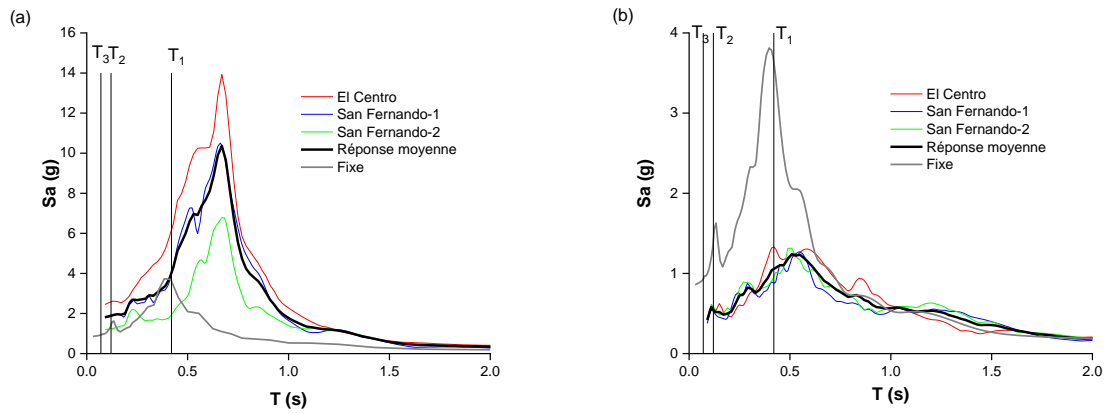 (a)
16
14
12
10
8
6
4
2
0
Sa (g)
T3 T2 T1
El Centro
San Fernando-1
San Fernando-2
Réponse moyenne
Fixe
0.0 0.5 1.0 1.5 2.0
T (s)
(b)
4
3
2
1
0
Sa (g)
T3 T2 T1
El Centro
San Fernando-1
San Fernando-2
Réponse moyenne
Fixe
0.0 0.5 1.0 1.5 2.0
T (s)